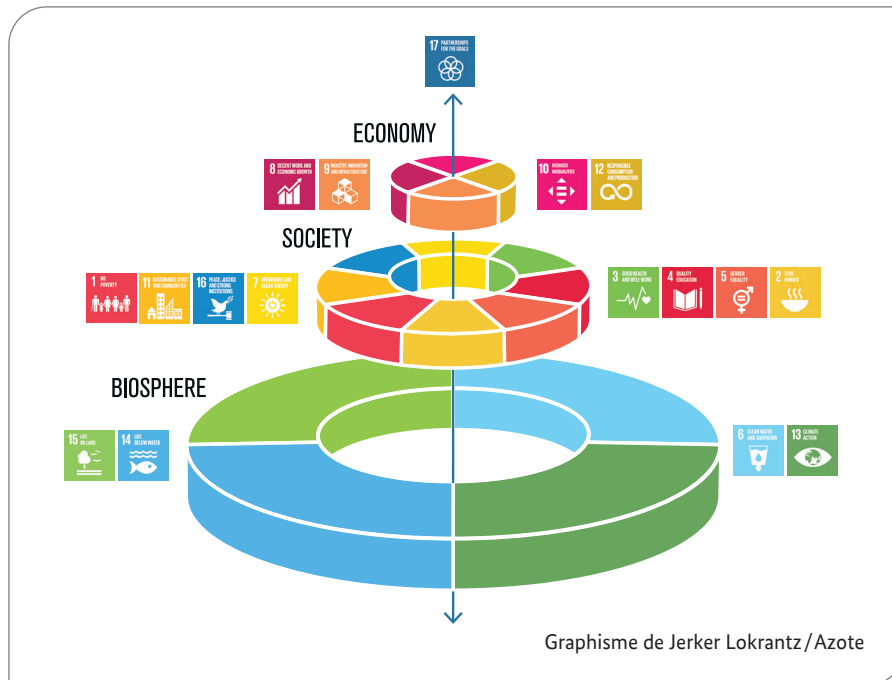 17 PARTNERSHIPS
FOR THE GOALS
ECONOMY
8 DECENT WORK AND
ECONOMIC GROWTH
9 INDUSTRY, INNOVATION
AND INFRASTRUCTURE
10 REDUCED
INEQUALITIES
12 RESPONSIBLE
CONSUMPTION
AND PRODUCTION
SOCIETY
1 NO
POVERTY
11 SUSTAINABLE CITIES
AND COMMUNITIES
16 PEACE, JUSTICE
AND STRONG
INSTITUTIONS
7 AFFORDABLE AND
CLEAN ENERGY
3 GOOD HEALTH
AND WELL-BEING
4 QUALITY
EDUCATION
5 GENDER
EQUALITY
2 ZERO
HUNGER
BIOSPHERE
15 LIFE
ON LAND
14 LIFE
BELOW WATER
6 CLEAN WATER
AND SANITATION
13 CLIMATE
ACTION
Graphisme de Jerker Lokrantz/Azote